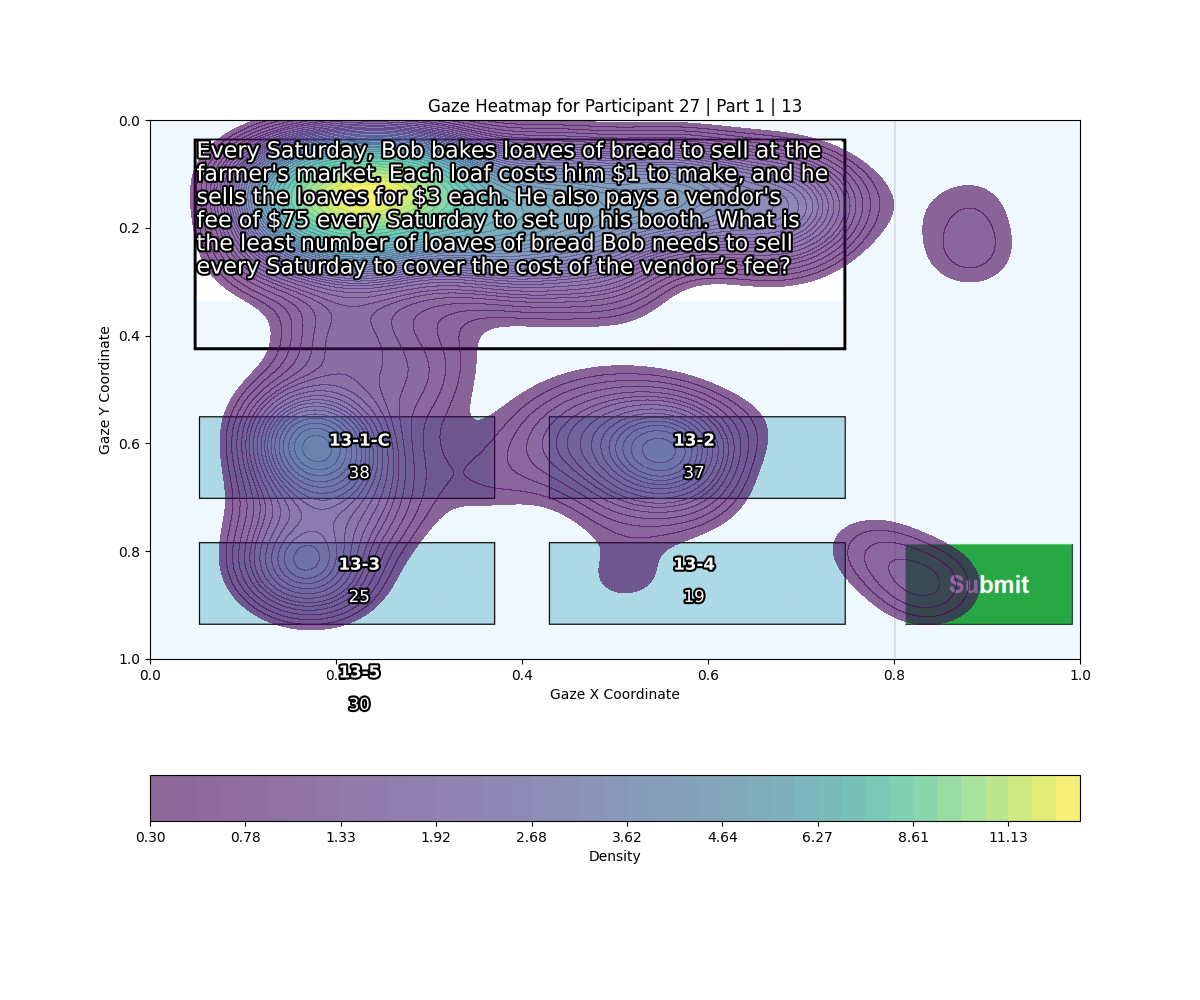 Gaze Heatmap for Participant 27 | Part 1 | 13
Every Saturday, Bob bakes loaves of bread to sell at the
farmer's market. Each loaf costs him $1 to make, and he
sells the loaves for $3 each. He also pays a vendor's
fee of $75 every Saturday to set up his booth. What is
the least number of loaves of bread Bob needs to sell
every Saturday to cover the cost of the vendor’s fee?
13-1-C
38
13-2
37
13-3
25
13-4
19
Submit
13-5
30
0.0
0.2
0.4
0.6
0.8
1.0
Gaze Y Coordinate
0.0
0.4
0.6
0.8
1.0
Gaze X Coordinate
0.30 0.78 1.33 1.92 2.68 3.62 4.64 6.27 8.61 11.13
Density